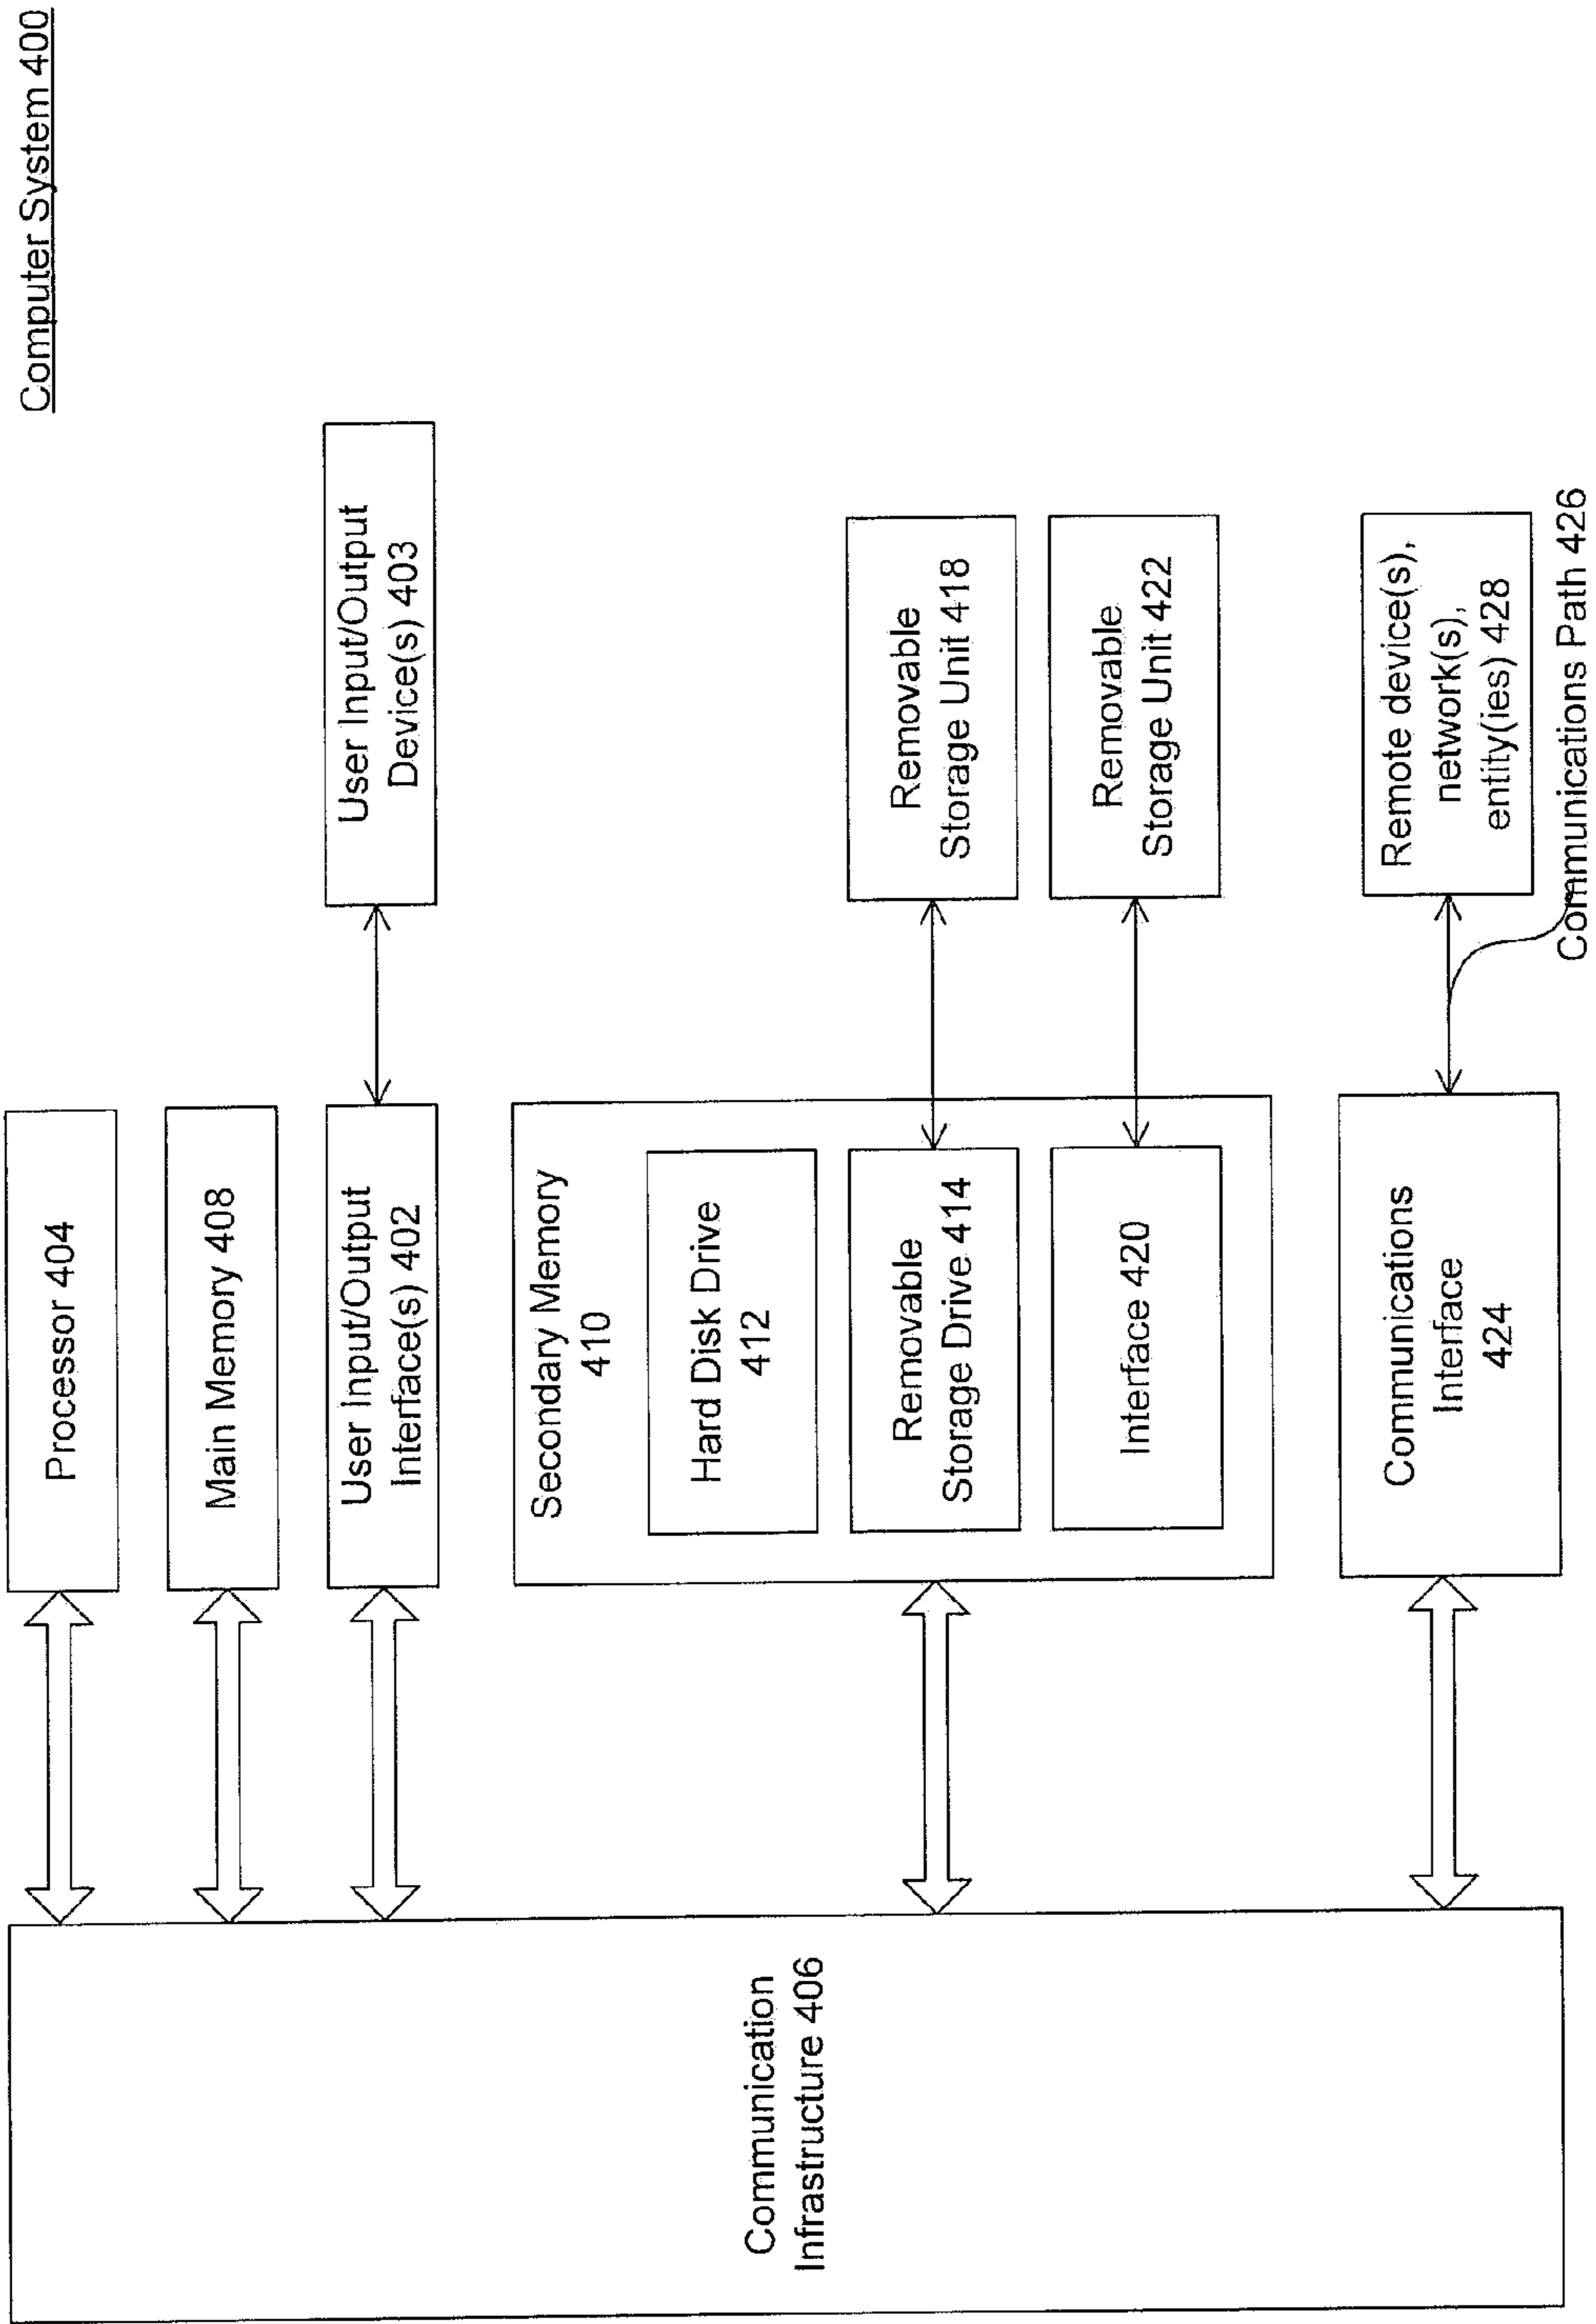 Computer System 400
Processor 404
Main Memory 408
User Input/Output
Interface(s) 402
User Input/Output
Device(s) 403
Secondary Memory
410
Hard Disk Drive
412
Removable
Storage Drive 414
Removable
Storage Unit 418
Interface 420
Removable
Storage Unit 422
Communication
Infrastructure 406
Communications
Interface
424
Remote device(s),
network(s),
entity(ies) 428
Communications Path 426